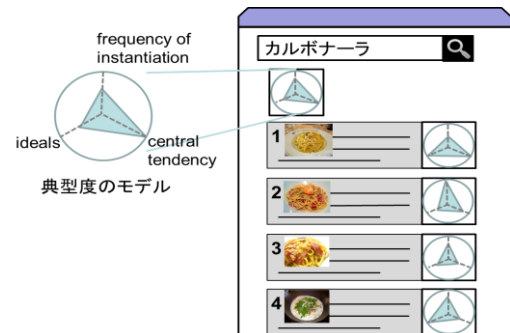 frequency of
instantiation
ideals
central
tendency
典型度のモデル
カルボナーラ
1
2
3
4